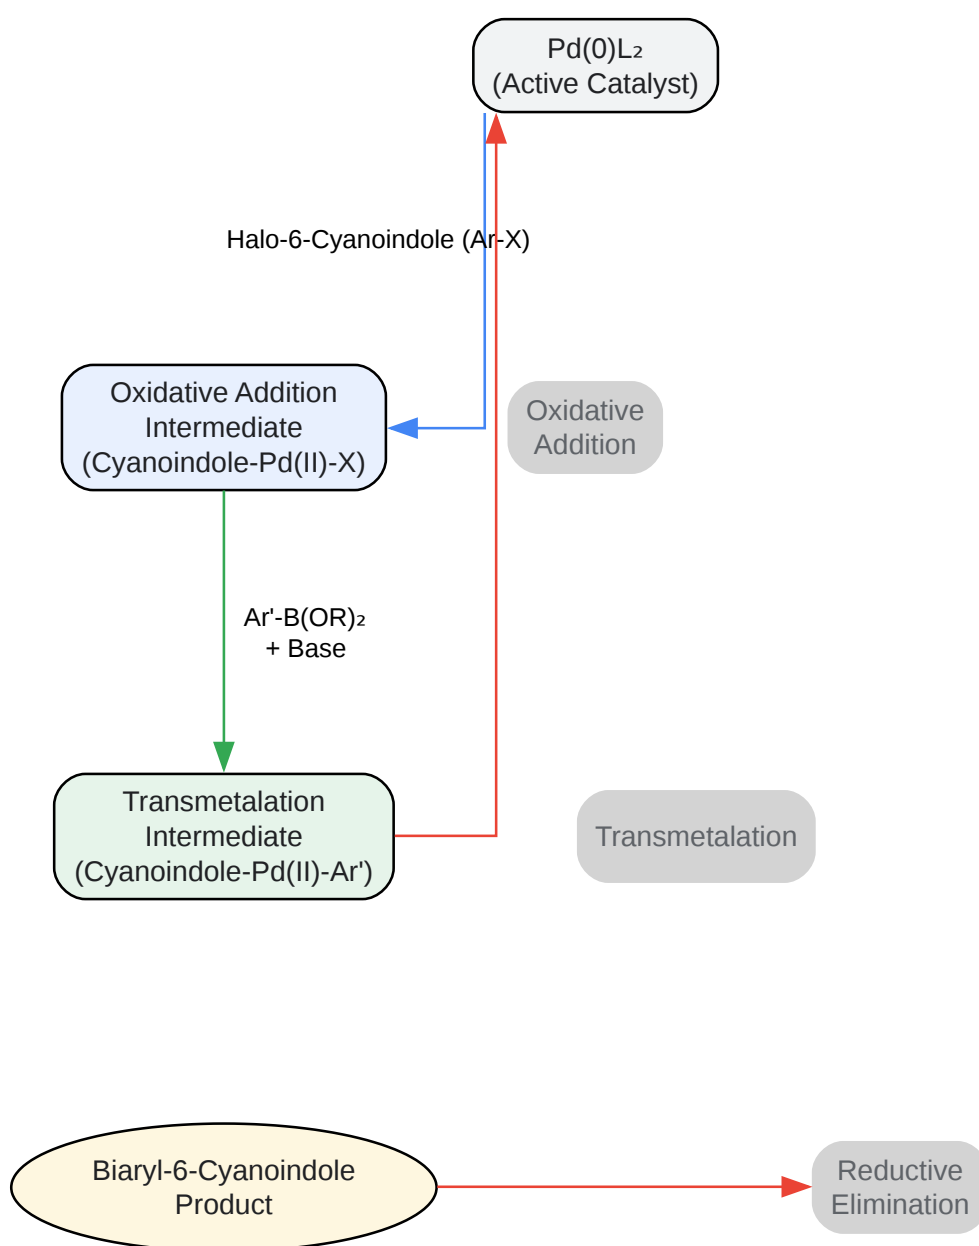 Pd(0)L₂
(Active Catalyst)
Halo-6-Cyanoindole (Ar-X)
Oxidative Addition
Intermediate
(Cyanoindole-Pd(II)-X)
Oxidative
Addition
Ar'-B(OR)₂
+ Base
Transmetalation
Intermediate
(Cyanoindole-Pd(II)-Ar')
Transmetalation
Biaryl-6-Cyanoindole
Product
Reductive
Elimination